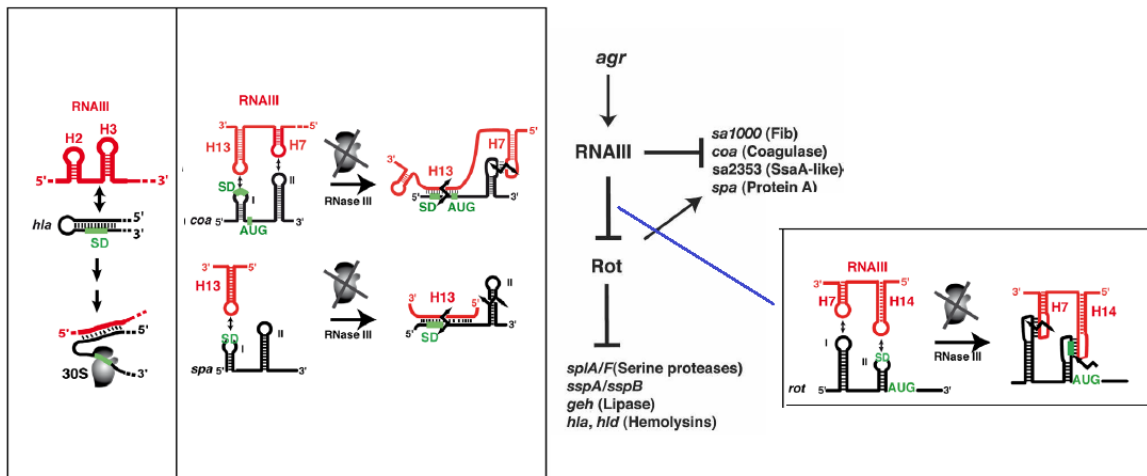 RNAIII
H2
H3
5'
3'
hla
5'
3'
SD
5'
3'
30S
RNAIII
3'
5'
H13
H7
SD
I
II
coa
5'
3'
AUG
RNase III
3'
5'
H13
H7
5'
3'
SD
AUG
3'
5'
H13
SD
I
II
spa
5'
3'
RNase III
3'
5'
H13
II
5'
3'
SD
agr
RNAIII
sa1000 (Fib)
coa (Coagulase)
sa2353 (SsaA-like)
spa (Protein A)
Rot
splA/F(Serine proteases)
sspA/sspB
geh (Lipase)
hla, hld (Hemolysins)
RNAIII
3'
5'
H7
H14
I
SD
II
rot
5'
AUG
3'
RNase III
3'
5'
H7
H14
5'
AUG
3'